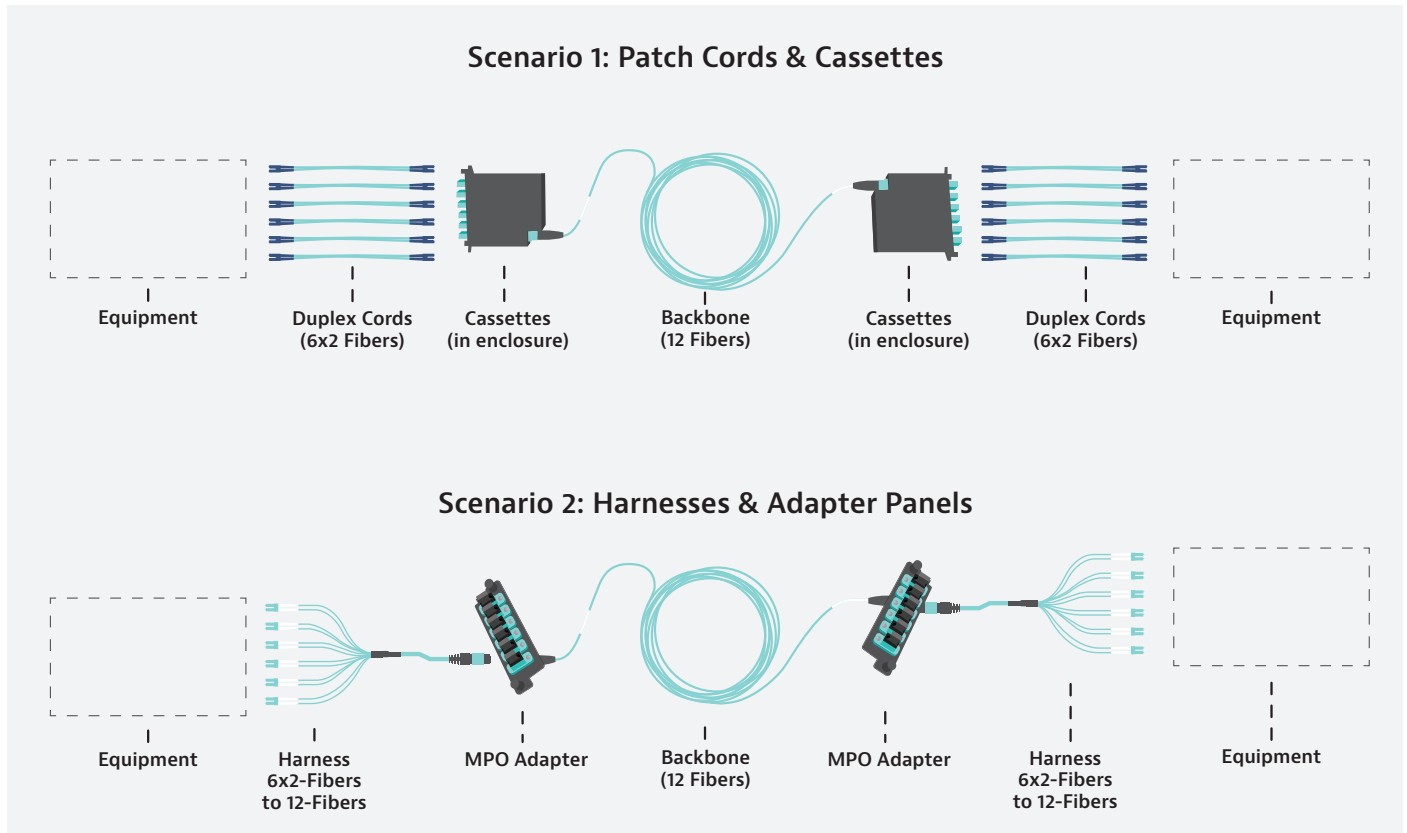 Scenario 1: Patch Cords & Cassettes
Equipment
Duplex Cords
(6x2 Fibers)
Cassettes
(in enclosure)
Backbone
(12 Fibers)
Cassettes
(in enclosure)
Duplex Cords
(6x2 Fibers)
Equipment
Scenario 2: Harnesses & Adapter Panels
Equipment
Harness
6x2-Fibers
to 12-Fibers
MPO Adapter
Backbone
(12 Fibers)
MPO Adapter
Harness
6x2-Fibers
to 12-Fibers
Equipment